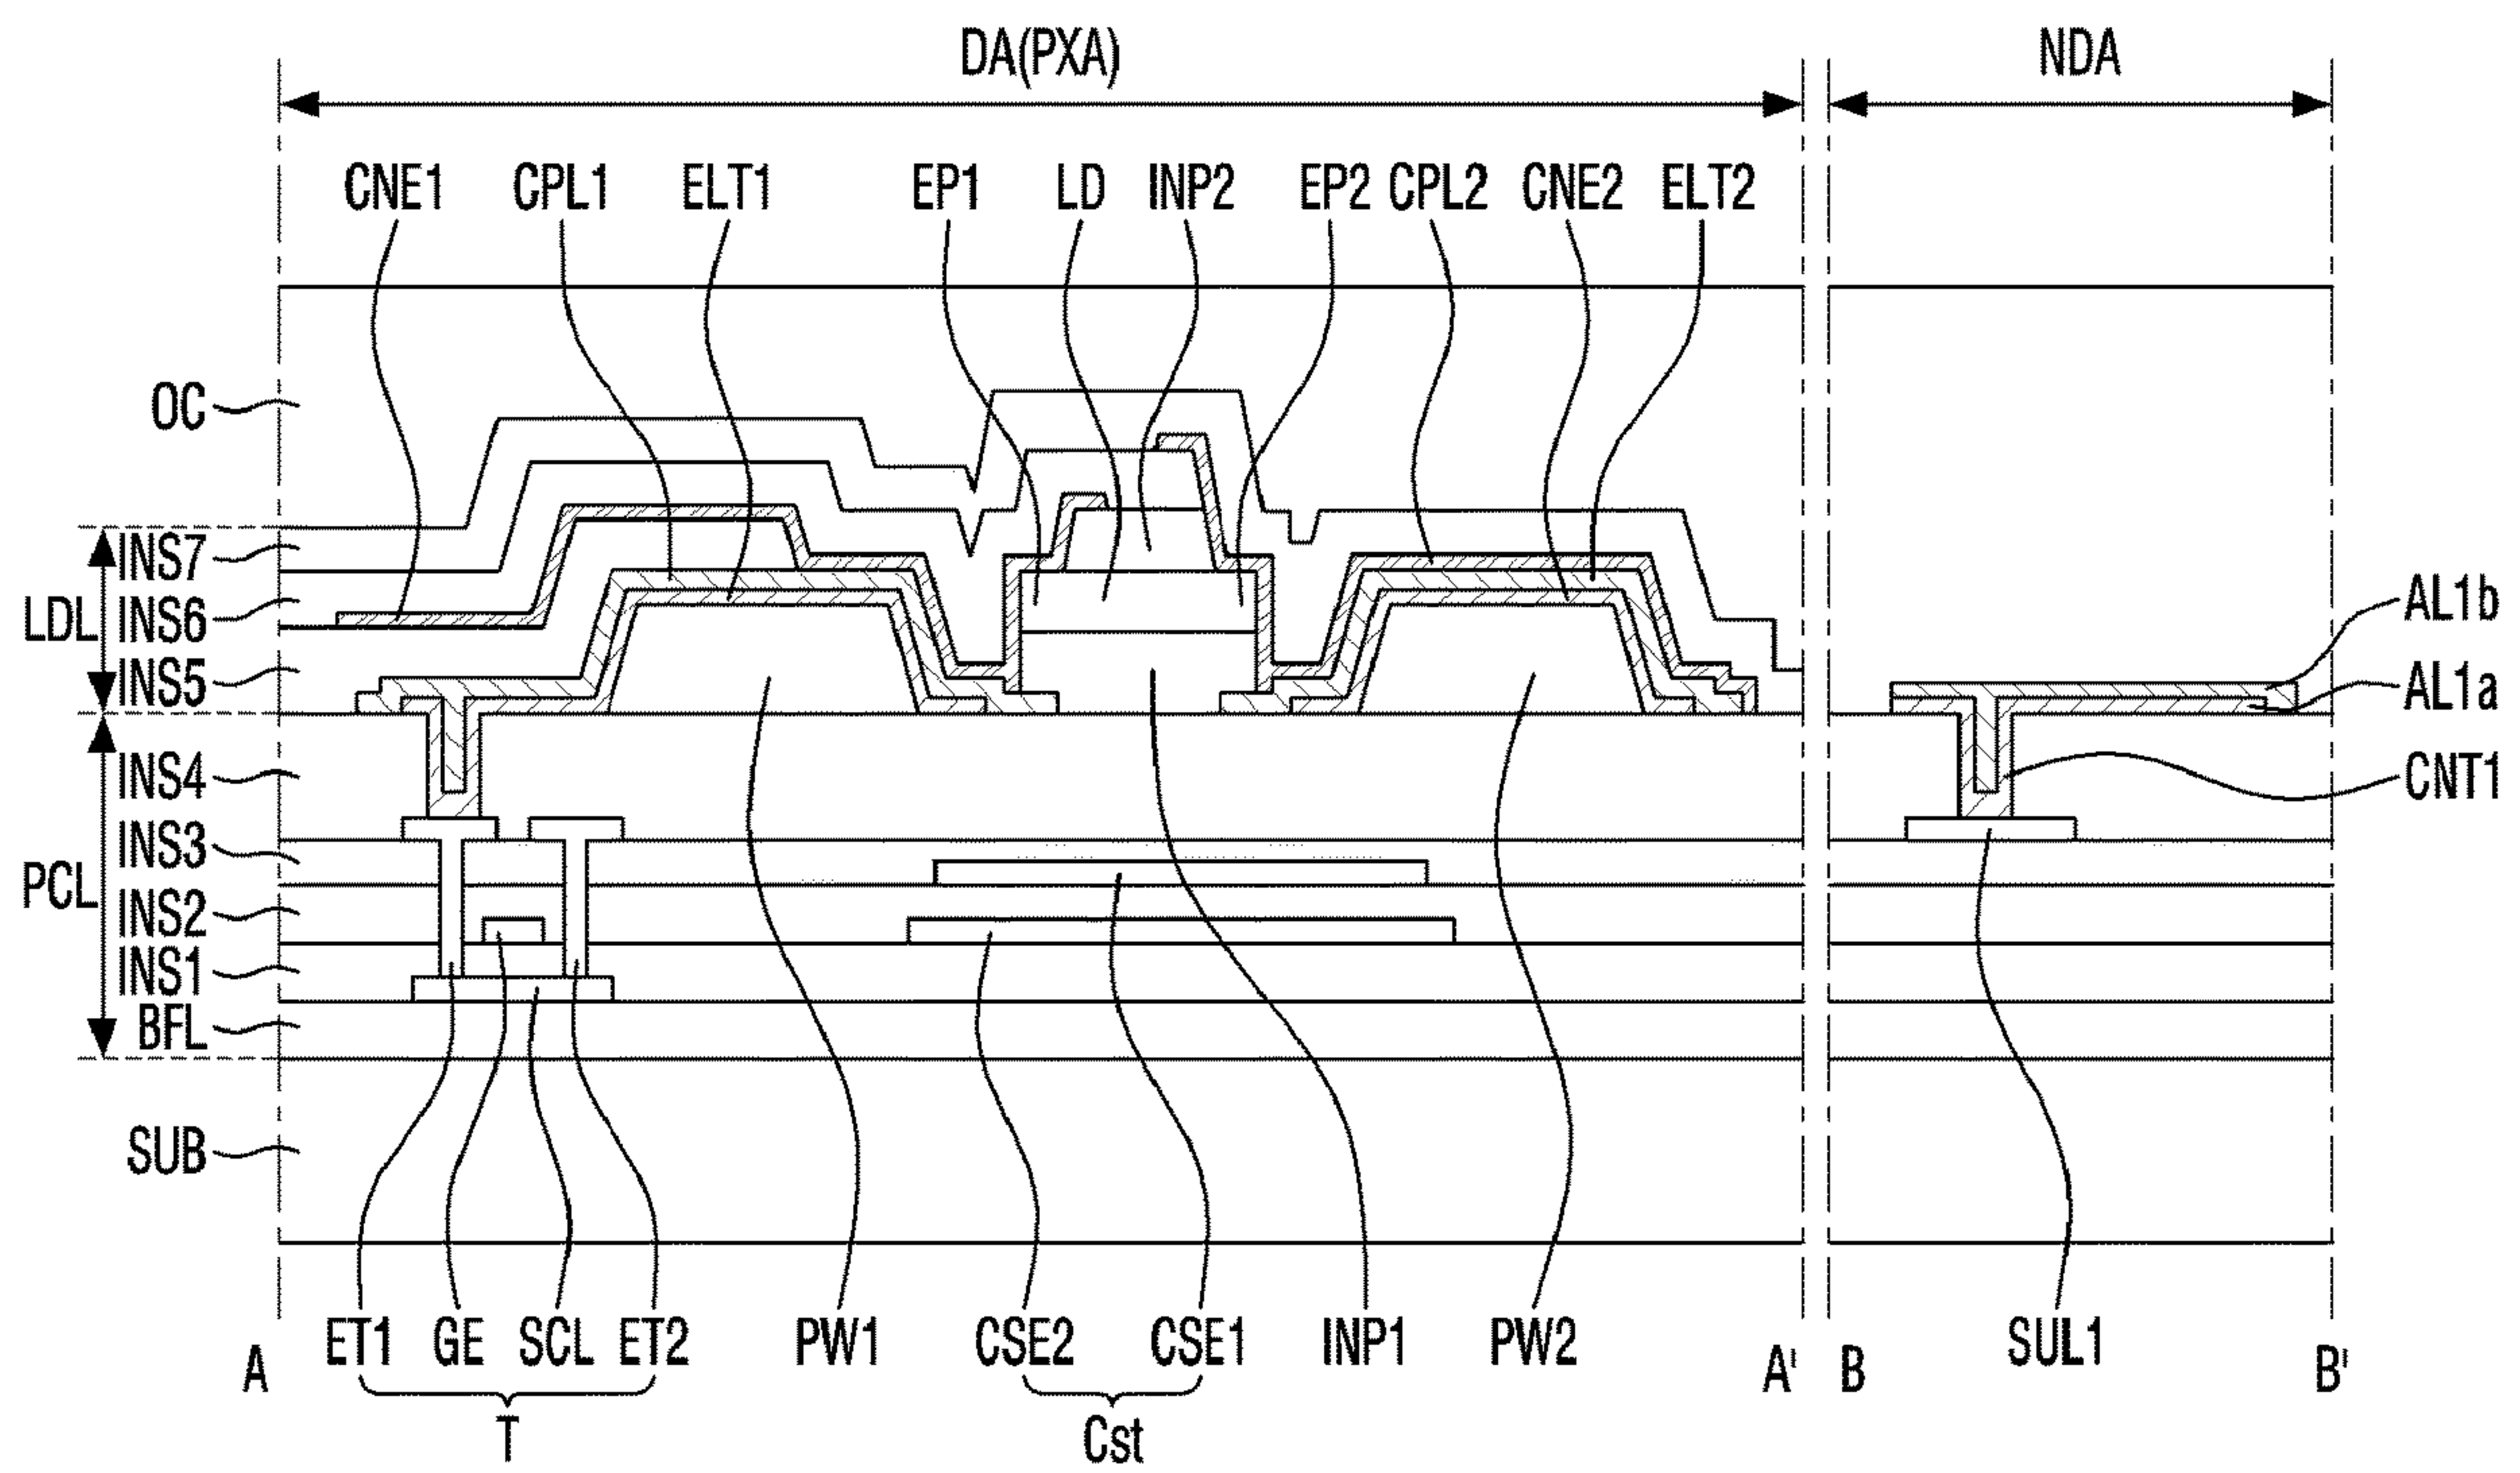 DA(PXA) NDA
CNE1 CPL1 ELT1 EP1 LD INP2 EP2 CPL2 CNE2 ELT2
OC
INS7
LDL INS6
INS5
AL1b
AL1a
INS4
CNT1
INS3
PCL
INS2
INS1
BFL
SUB
ET1 GE SCL ET2 PW1 CSE2 CSE1 INP1 PW2 SUL1
A A' B B'
T Cst